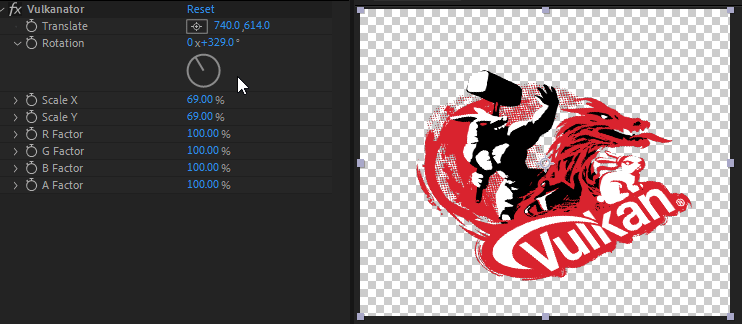 fx Vulkanator Reset
Translate 740.0 ,614.0
Rotation 0x+329.0°
Scale X 69.00 %
Scale Y 69.00 %
R Factor 100.00 %
G Factor 100.00 %
B Factor 100.00 %
A Factor 100.00 %
Vulkan®